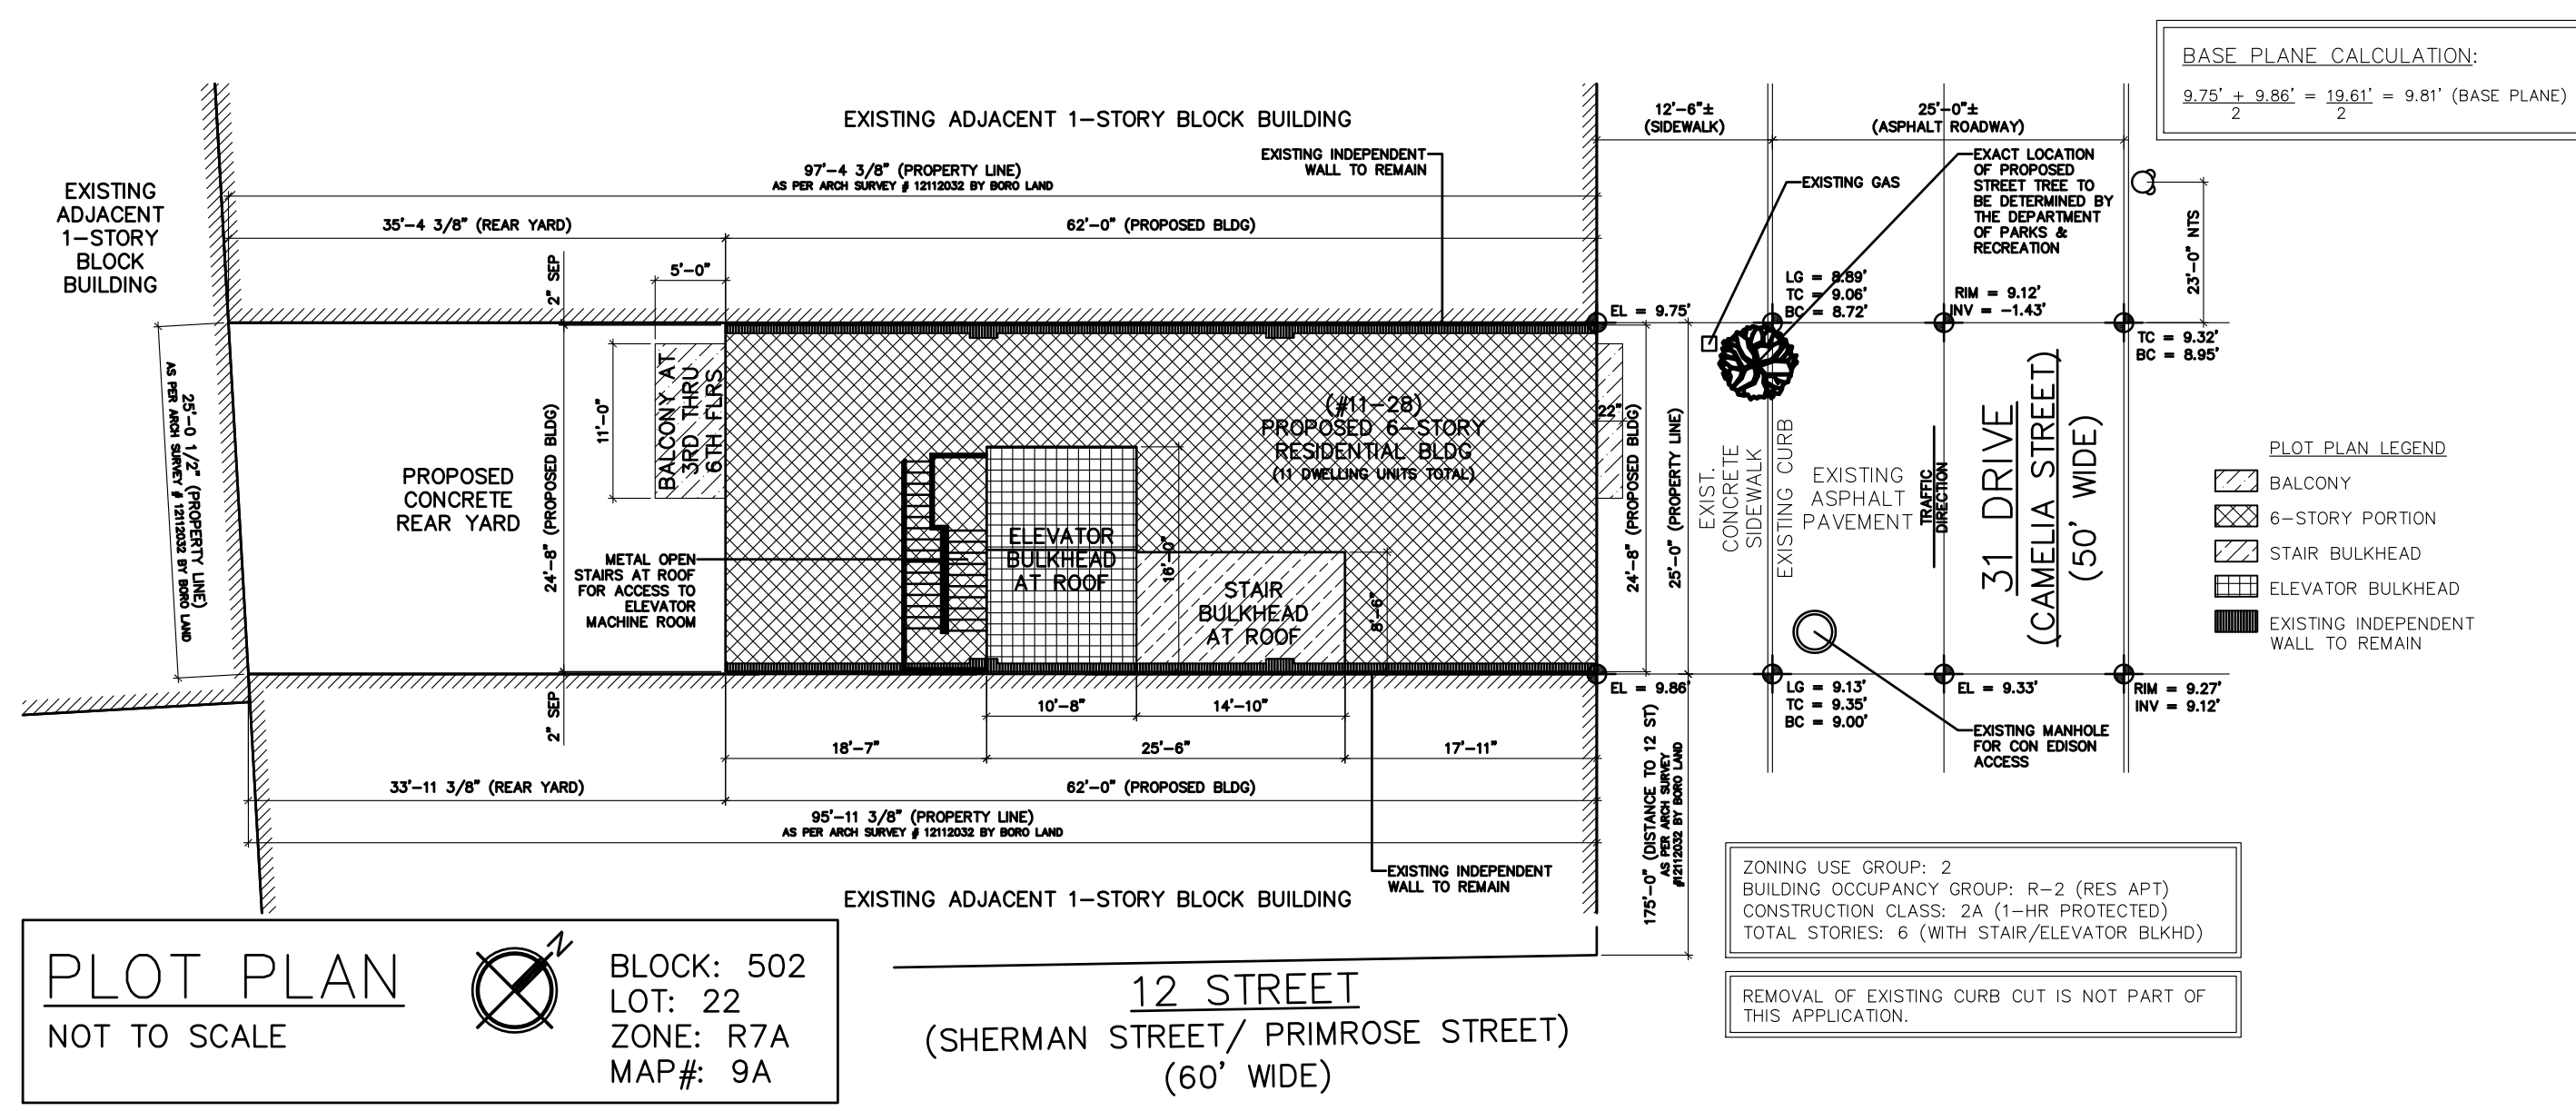 BASE PLANE CALCULATION:
9.75' + 9.86' = 19.61' = 9.81' (BASE PLANE)
2 2
EXISTING ADJACENT 1-STORY BLOCK BUILDING
12'-6"±
(SIDEWALK)
25'-0"±
(ASPHALT ROADWAY)
EXISTING INDEPENDENT
WALL TO REMAIN
97'-4 3/8" (PROPERTY LINE)
AS PER ARCH SURVEY # 12112032 BY BORO LAND
EXISTING
ADJACENT
1-STORY
BLOCK
BUILDING
35'-4 3/8" (REAR YARD)
62'-0" (PROPOSED BLDG)
EXISTING GAS
EXACT LOCATION
OF PROPOSED
STREET TREE TO
BE DETERMINED BY
THE DEPARTMENT
OF PARKS &
RECREATION
23'-0" NTS
2" SEP
5'-0"
EL = 9.75'
LG = 8.89'
TC = 9.06'
BC = 8.72'
RIM = 9.12'
INV = -1.43'
TC = 9.32'
BC = 8.95'
25'-0 1/2" (PROPERTY LINE)
AS PER ARCH SURVEY # 12112032 BY BORO LAND
PROPOSED
CONCRETE
REAR YARD
24'-8" (PROPOSED BLDG)
11'-0"
BALCONY AT
3RD THRU
6TH FLRS
(#11-28)
PROPOSED 6-STORY
RESIDENTIAL BLDG
(11 DWELLING UNITS TOTAL)
22"
24'-8" (PROPOSED BLDG)
25'-0" (PROPERTY LINE)
EXIST.
CONCRETE
SIDEWALK
EXISTING CURB
EXISTING
ASPHALT
PAVEMENT
TRAFFIC
DIRECTION
31 DRIVE
(CAMELIA STREET)
(50' WIDE)
PLOT PLAN LEGEND
BALCONY
6-STORY PORTION
STAIR BULKHEAD
ELEVATOR BULKHEAD
EXISTING INDEPENDENT
WALL TO REMAIN
METAL OPEN
STAIRS AT ROOF
FOR ACCESS TO
ELEVATOR
MACHINE ROOM
ELEVATOR
BULKHEAD
AT ROOF
16'-0"
STAIR
BULKHEAD
AT ROOF
8'-6"
2" SEP
EL = 9.86'
LG = 9.13'
TC = 9.35'
BC = 9.00'
EL = 9.33'
RIM = 9.27'
INV = 9.12'
EXISTING MANHOLE
FOR CON EDISON
ACCESS
10'-8"
14'-10"
18'-7"
25'-6"
17'-11"
33'-11 3/8" (REAR YARD)
62'-0" (PROPOSED BLDG)
95'-11 3/8" (PROPERTY LINE)
AS PER ARCH SURVEY # 12112032 BY BORO LAND
175'-0" (DISTANCE TO 12 ST)
AS PER ARCH SURVEY
#12112032 BY BORO LAND
EXISTING INDEPENDENT
WALL TO REMAIN
EXISTING ADJACENT 1-STORY BLOCK BUILDING
ZONING USE GROUP: 2
BUILDING OCCUPANCY GROUP: R-2 (RES APT)
CONSTRUCTION CLASS: 2A (1-HR PROTECTED)
TOTAL STORIES: 6 (WITH STAIR/ELEVATOR BLKHD)
REMOVAL OF EXISTING CURB CUT IS NOT PART OF
THIS APPLICATION.
PLOT PLAN
NOT TO SCALE
N
BLOCK: 502
LOT: 22
ZONE: R7A
MAP#: 9A
12 STREET
(SHERMAN STREET/ PRIMROSE STREET)
(60' WIDE)